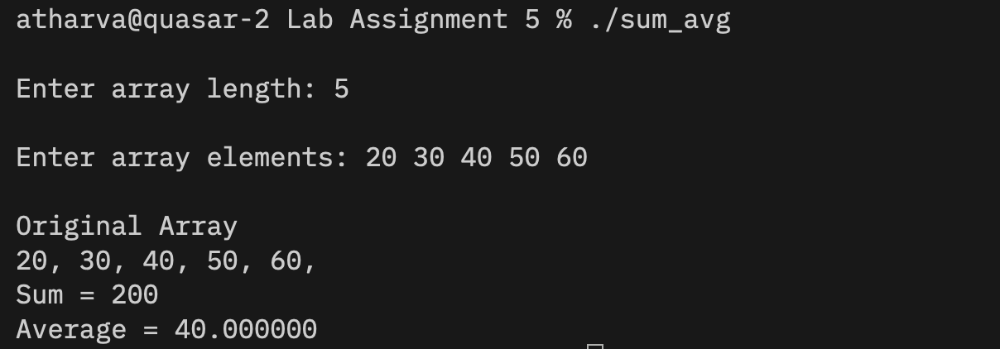 atharva@quasar-2 Lab Assignment 5 % ./sum_avg
Enter array length: 5
Enter array elements: 20 30 40 50 60
Original Array
20, 30, 40, 50, 60,
Sum = 200
Average = 40.000000